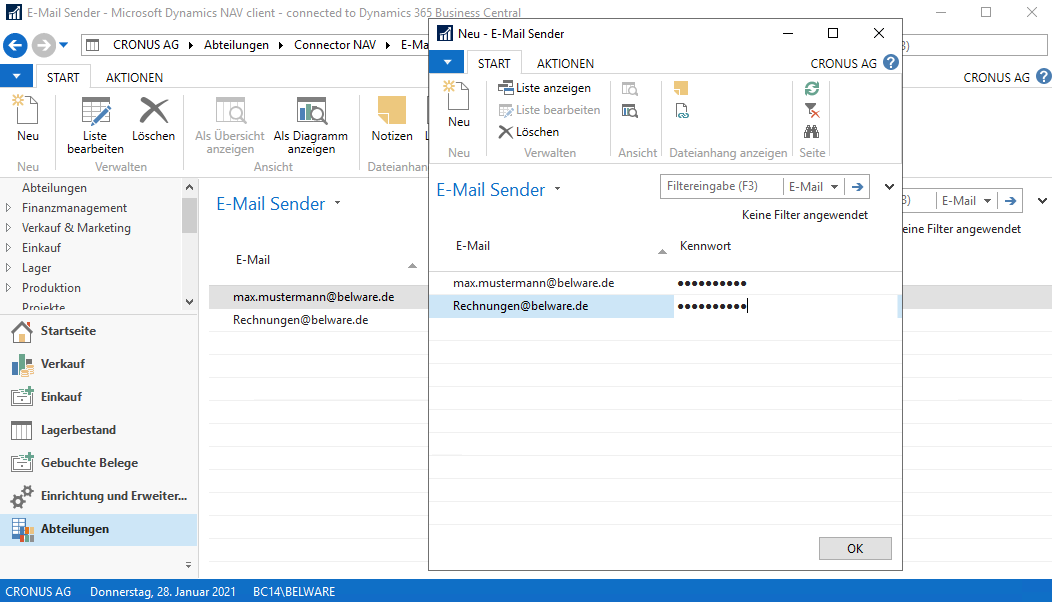 E-Mail Sender - Microsoft Dynamics NAV client - connected to Dynamics 365 Business Central
CRONUS AG
Abteilungen
Connector NAV
E-Ma
START
AKTIONEN
CRONUS AG
Neu
Liste bearbeiten
Löschen
Als Übersicht anzeigen
Als Diagramm anzeigen
Notizen
Neu
Verwalten
Ansicht
Dateianhan
Abteilungen
Finanzmanagement
Verkauf & Marketing
Einkauf
Lager
Produktion
Projekte
Startseite
Verkauf
Einkauf
Lagerbestand
Gebuchte Belege
Einrichtung und Erweiter...
Abteilungen
E-Mail Sender
E-Mail
max.mustermann@belware.de
Rechnungen@belware.de
3)
3)
E-Mail
eine Filter angewendet
Neu - E-Mail Sender
START
AKTIONEN
CRONUS AG
Neu
Liste anzeigen
Liste bearbeiten
Löschen
Neu
Verwalten
Ansicht
Dateianhang anzeigen
Seite
E-Mail Sender
Filtereingabe (F3)
E-Mail
Keine Filter angewendet
E-Mail
Kennwort
max.mustermann@belware.de
●●●●●●●●●●
Rechnungen@belware.de
●●●●●●●●●●
OK
CRONUS AG
Donnerstag, 28. Januar 2021
BC14\BELWARE